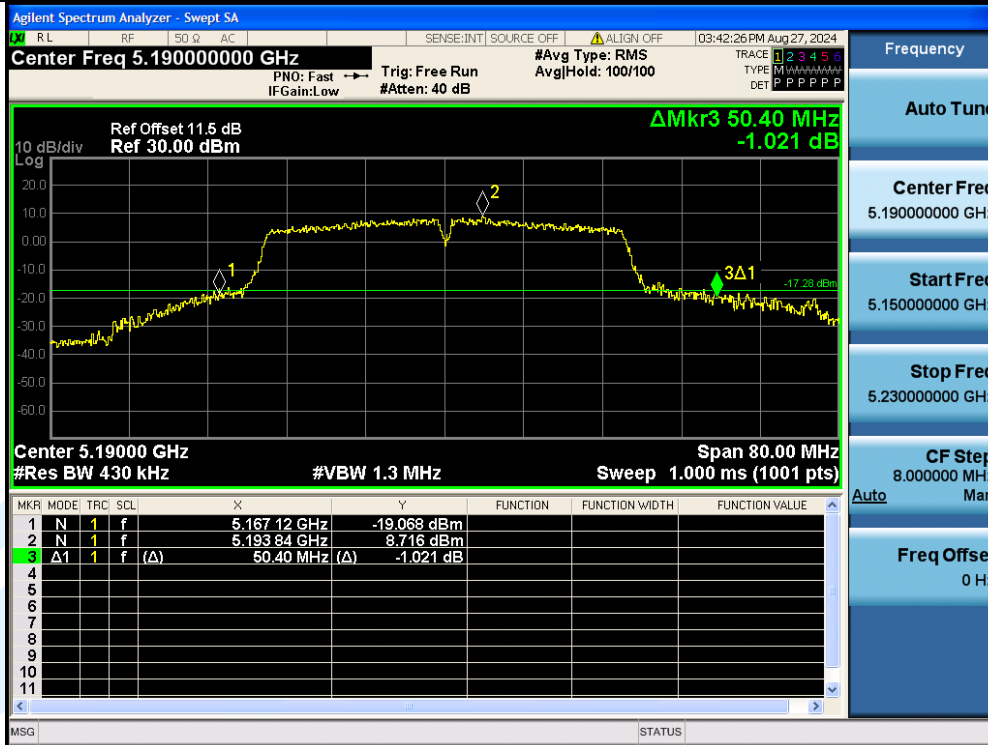 Agilent Spectrum Analyzer - Swept SA
LXI RL RF 50 Ω AC SENSE:INT SOURCE OFF ALIGN OFF 03:42:26 PM Aug 27, 2024
Center Freq 5.190000000 GHz #Avg Type: RMS TRACE 1 2 3 4 5 6
PNO: Fast Trig: Free Run Avg|Hold: 100/100 TYPE M WWWWW
IFGain:Low #Atten: 40 dB DET P P P P P P
ΔMkr3 50.40 MHz
-1.021 dB
Ref Offset 11.5 dB
10 dB/div Ref 30.00 dBm
Log
20.0
10.0
0.00
-10.0
-20.0
-30.0
-40.0
-50.0
-60.0
2
1
3Δ1
-17.28 dBm
Center 5.19000 GHz Span 80.00 MHz
#Res BW 430 kHz #VBW 1.3 MHz Sweep 1.000 ms (1001 pts)
MKR MODE TRC SCL X Y FUNCTION FUNCTION WIDTH FUNCTION VALUE
1 N 1 f 5.167 12 GHz -19.068 dBm
2 N 1 f 5.193 84 GHz 8.716 dBm
3 Δ1 1 f (Δ) 50.40 MHz (Δ) -1.021 dB
4
5
6
7
8
9
10
11
MSG STATUS
Frequency
Auto Tun
Center Fre
5.190000000 GH
Start Fre
5.150000000 GH
Stop Fre
5.230000000 GH
CF Ste
8.000000 MH
Auto Ma
Freq Offse
0 H